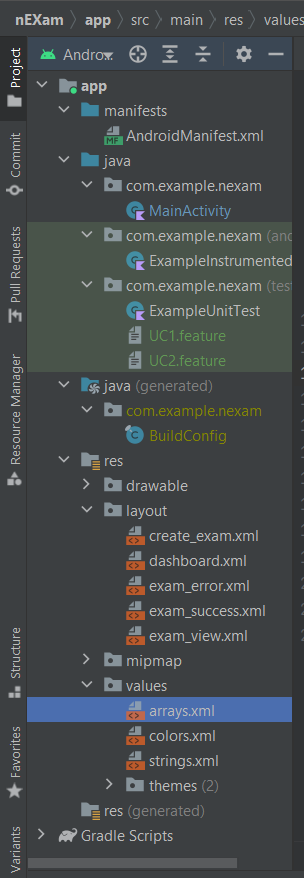 nEXam app src main res values
Project
Andro
app
manifests
MF AndroidManifest.xml
java
com.example.nexam
MainActivity
com.example.nexam (and
ExampleInstrumented
com.example.nexam (tes
ExampleUnitTest
UC1.feature
UC2.feature
java (generated)
com.example.nexam
BuildConfig
res
drawable
layout
create_exam.xml
dashboard.xml
exam_error.xml
exam_success.xml
exam_view.xml
mipmap
values
arrays.xml
colors.xml
strings.xml
themes (2)
res (generated)
Gradle Scripts
Commit
Pull Requests
Resource Manager
Structure
Favorites
Variants